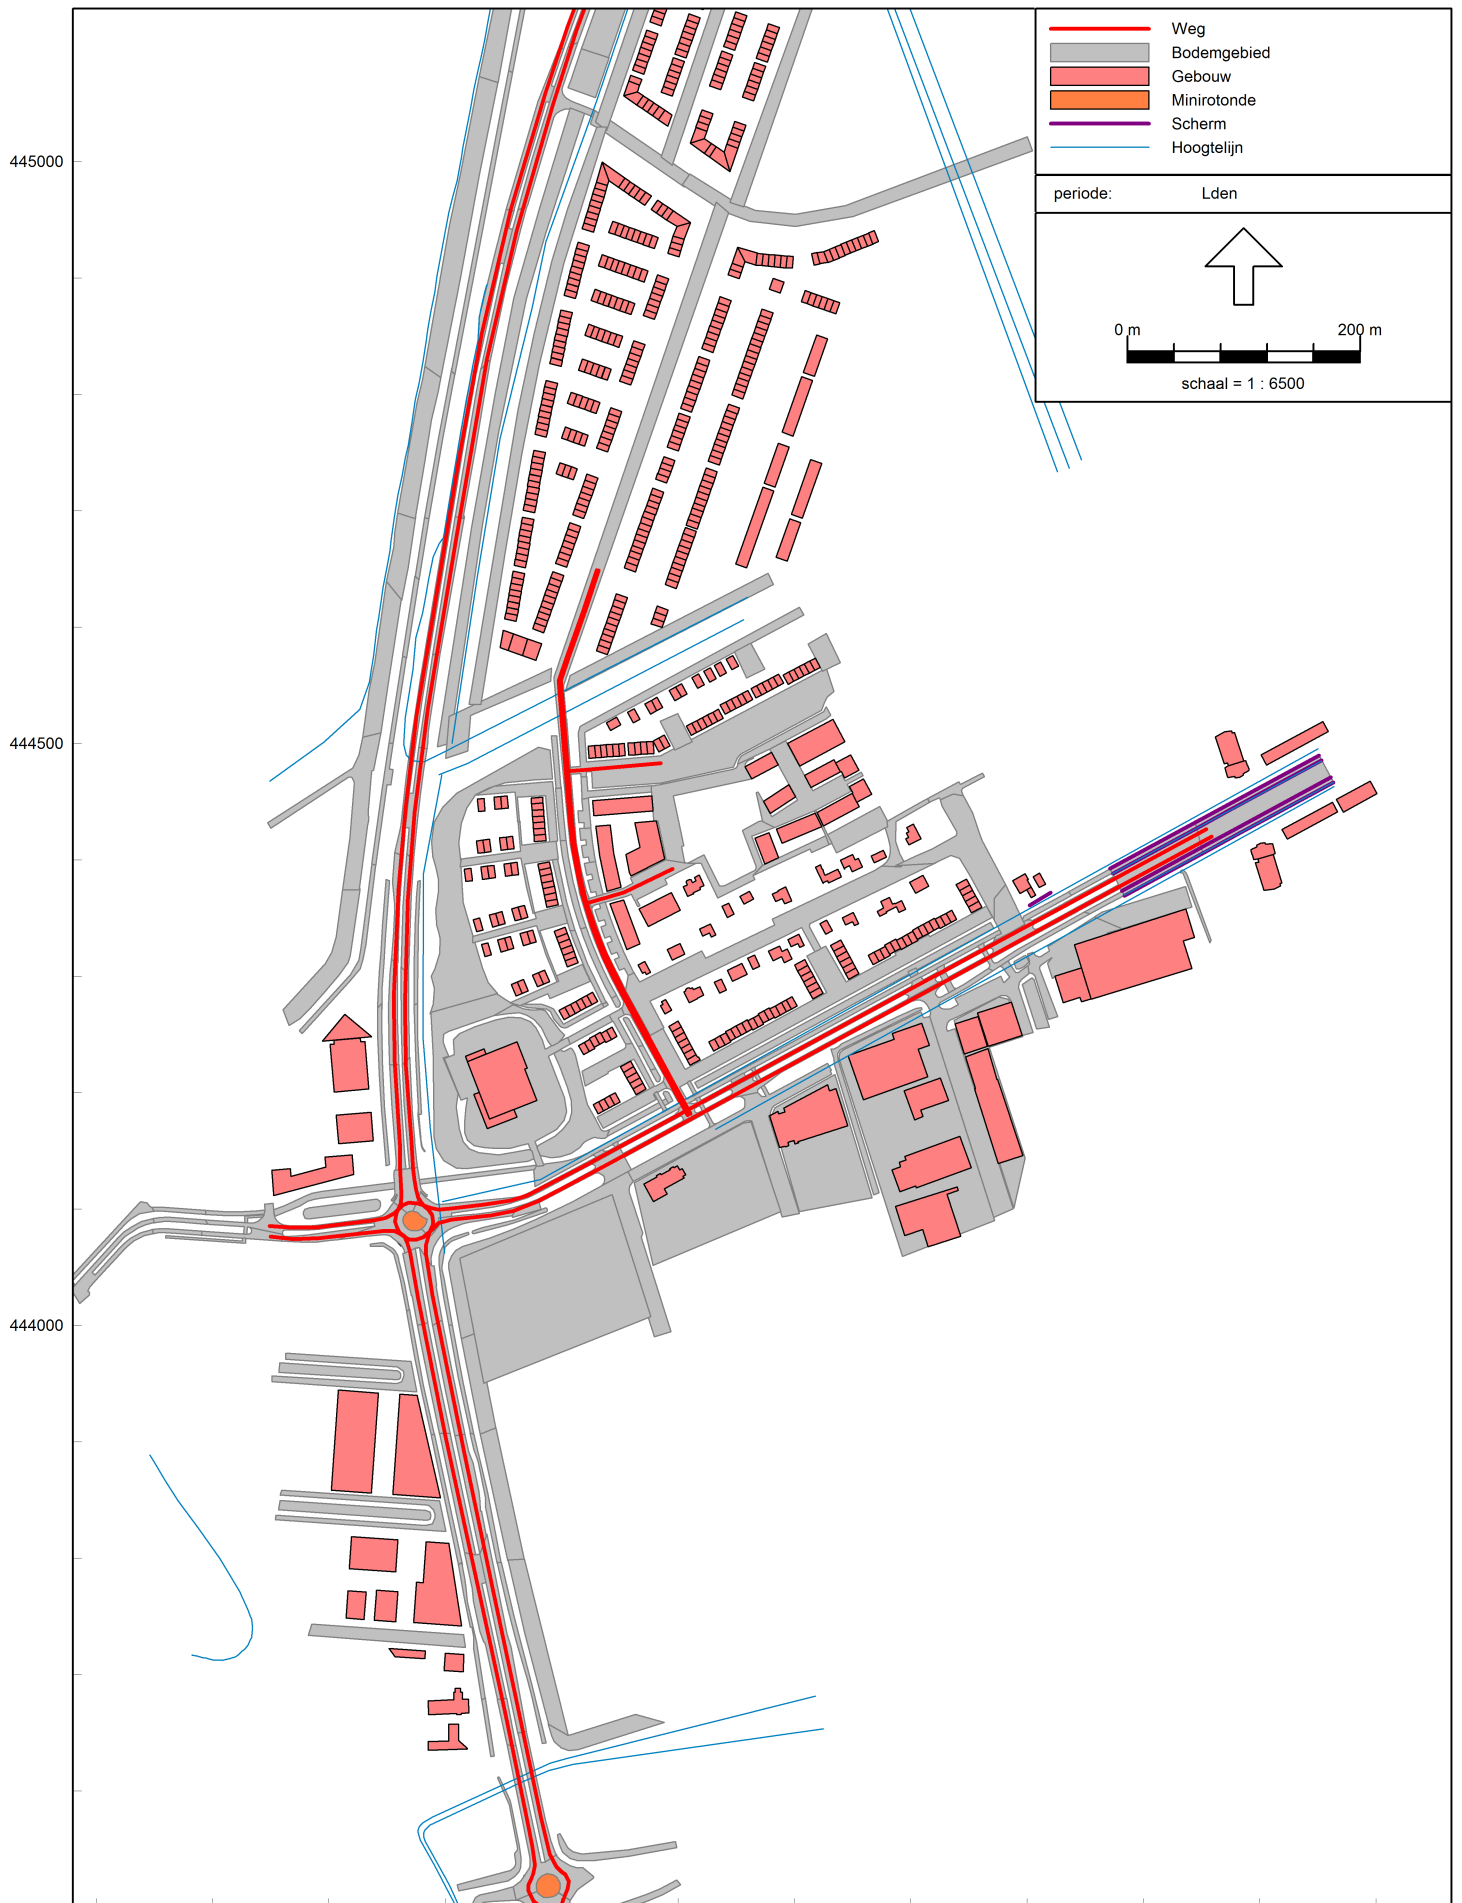 Weg
Bodemgebied
Gebouw
Minirotonde
Scherm
Hoogtelijn
periode: Lden
0 m 200 m
schaal = 1 : 6500
445000
444500
444000